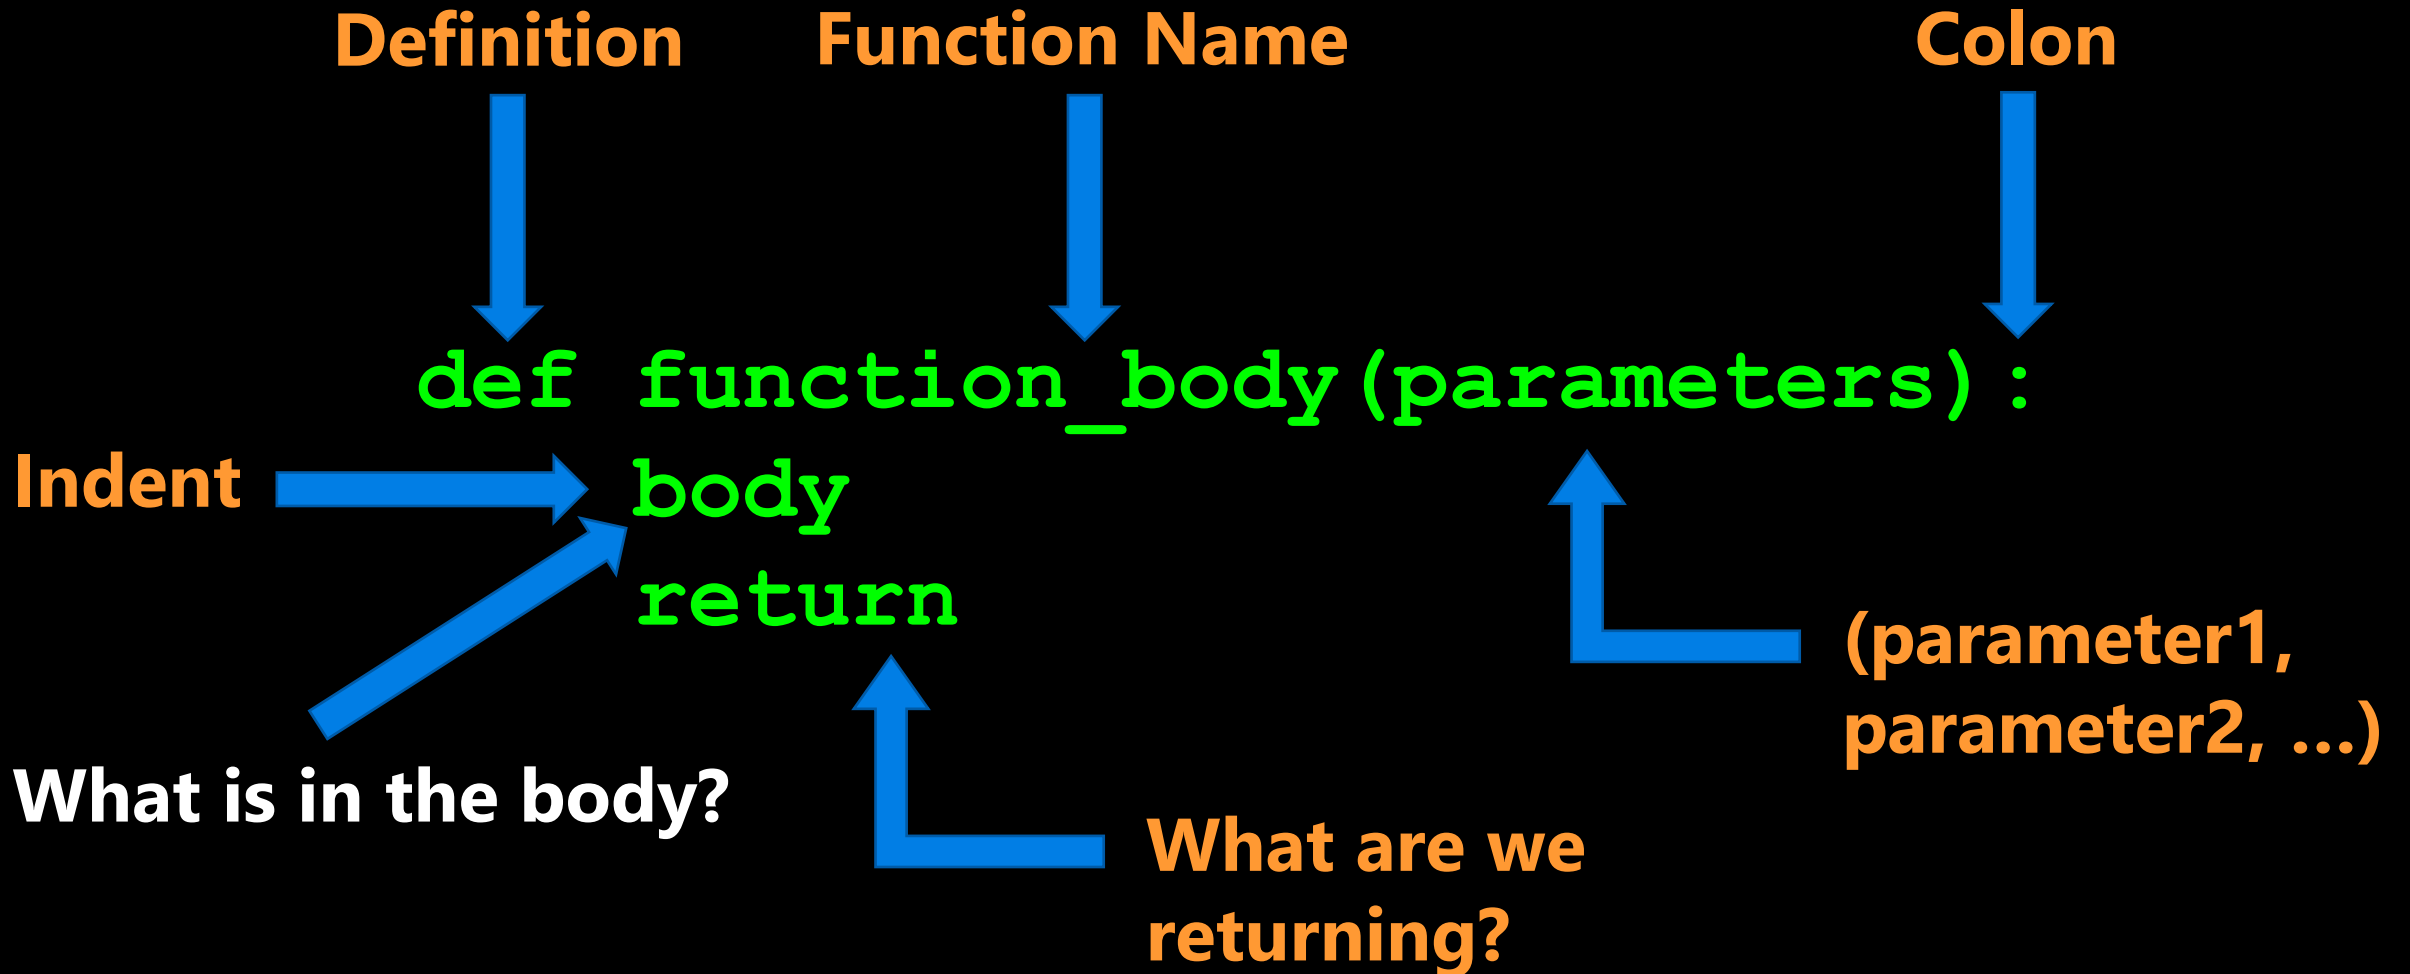 Definition
Function Name
Colon
def function_body(parameters):
Indent
body
return
(parameter1,
parameter2, ...)
What is in the body?
What are we
returning?